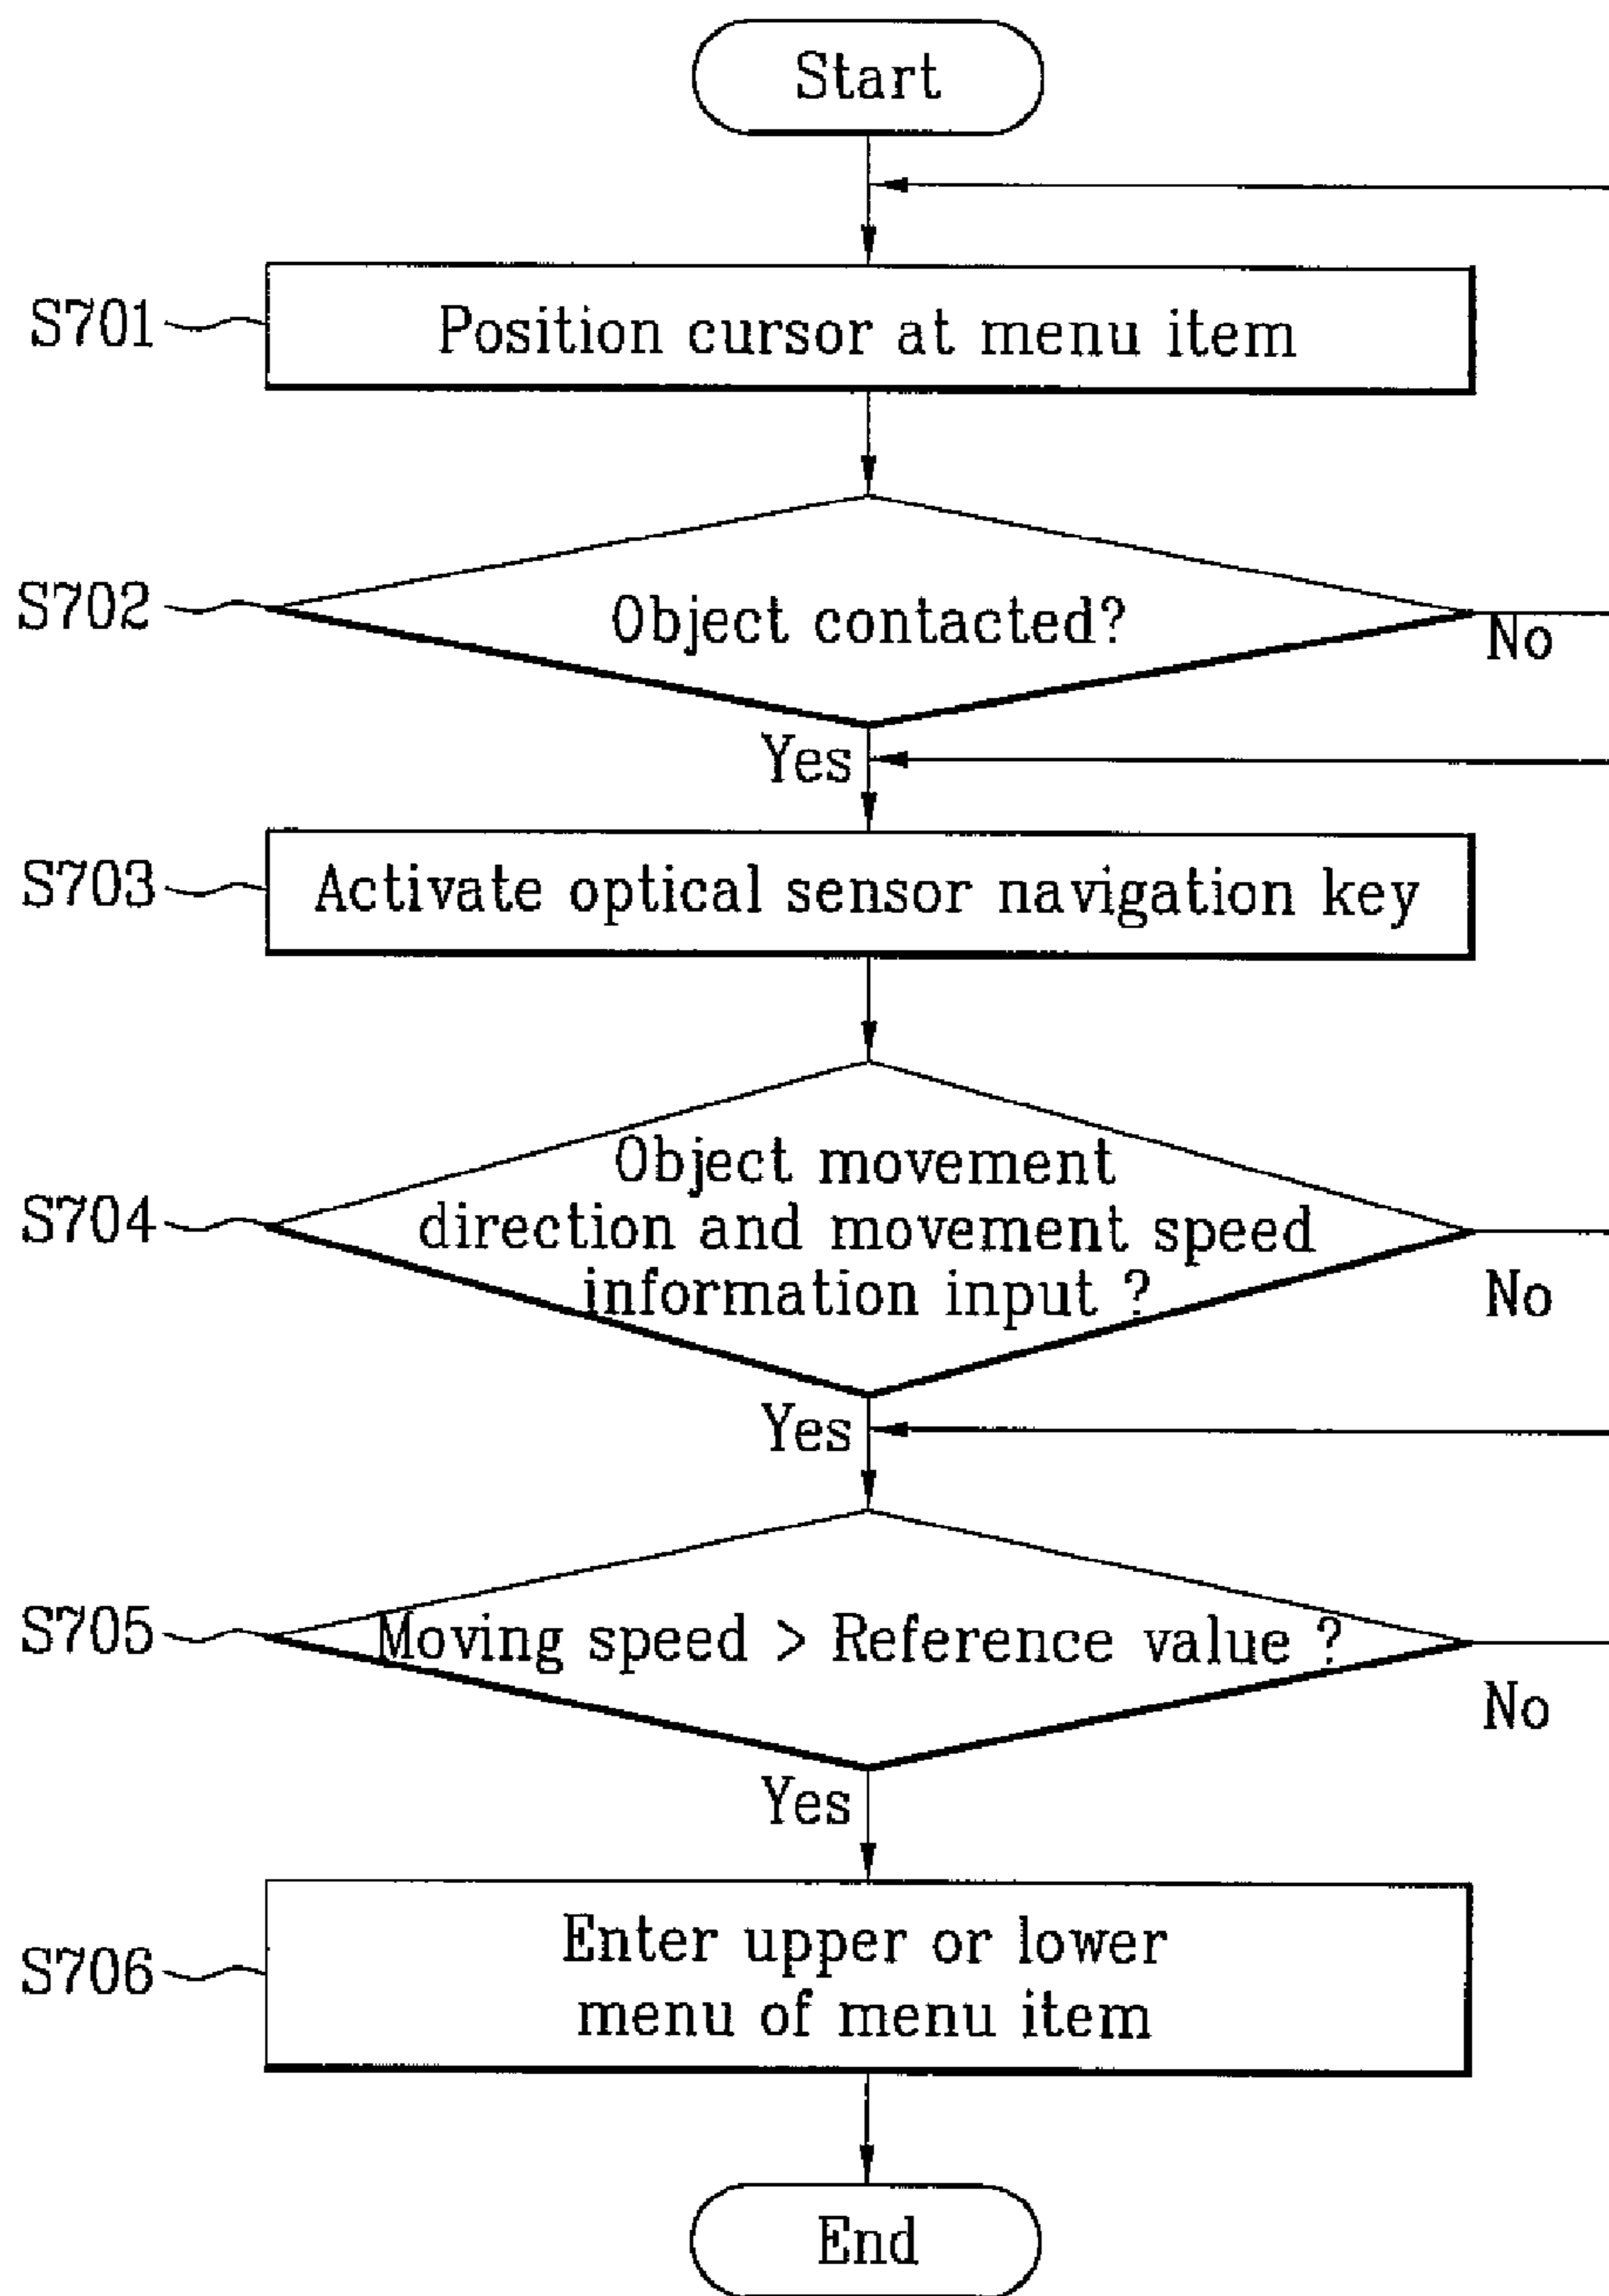 Start
S701
Position cursor at menu item
S702
Object contacted?
No
Yes
S703
Activate optical sensor navigation key
S704
Object movement
direction and movement speed
information input ?
No
Yes
S705
Moving speed > Reference value ?
No
Yes
S706
Enter upper or lower
menu of menu item
End